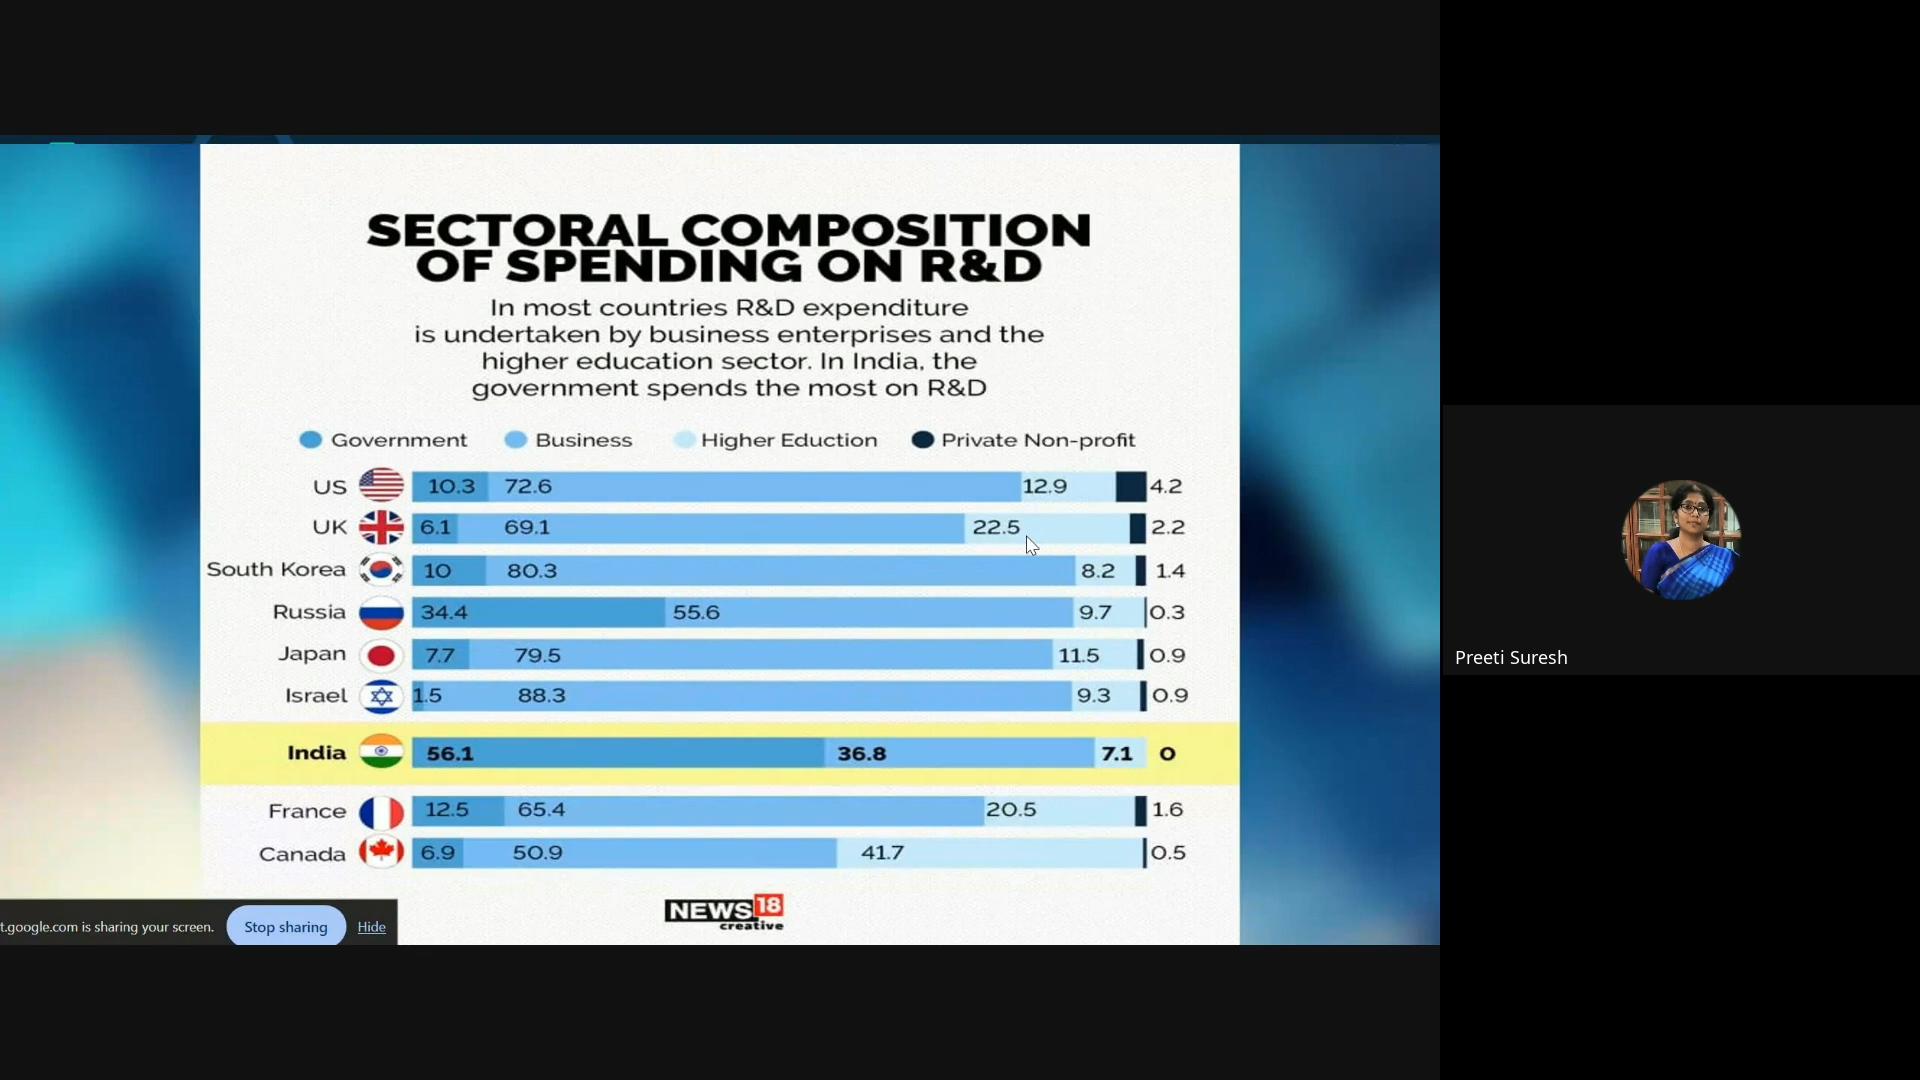 SECTORAL COMPOSITION
OF SPENDING ON R&D
In most countries R&D expenditure
is undertaken by business enterprises and the
higher education sector. In India, the
government spends the most on R&D
Government Business Higher Eduction Private Non-profit
US 10.3 72.6 12.9 4.2
UK 6.1 69.1 22.5 2.2
South Korea 10 80.3 8.2 1.4
Russia 34.4 55.6 9.7 0.3
Japan 7.7 79.5 11.5 0.9
Israel 1.5 88.3 9.3 0.9
India 56.1 36.8 7.1 0
France 12.5 65.4 20.5 1.6
Canada 6.9 50.9 41.7 0.5
NEWS18
creative
t.google.com is sharing your screen. Stop sharing Hide
Preeti Suresh